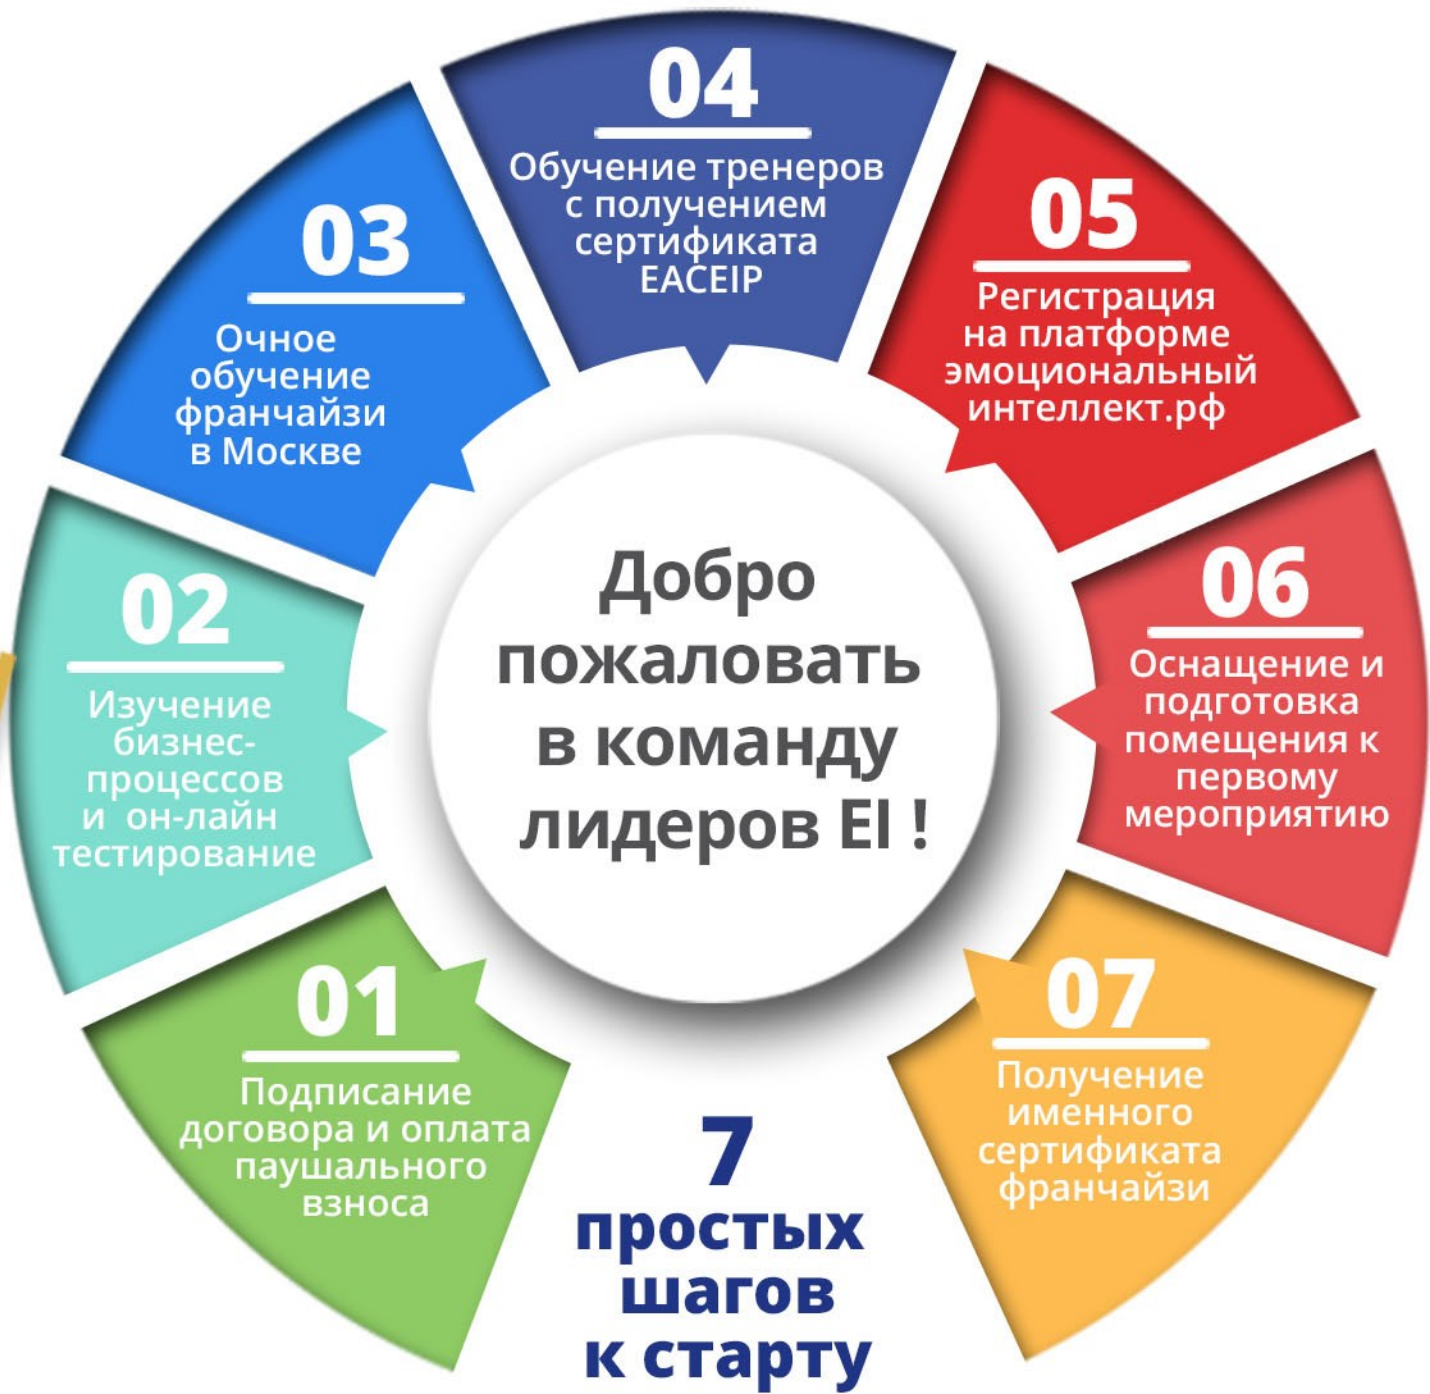 01
Подписание
договора и оплата
паушального
взноса
02
Изучение
бизнес-
процессов
и он-лайн
тестирование
03
Очное
обучение
франчайзи
в Москве
04
Обучение тренеров
с получением
сертификата
EACEIP
05
Регистрация
на платформе
эмоциональный
интеллект.рф
06
Оснащение и
подготовка
помещения к
первому
мероприятию
07
Получение
именного
сертификата
франчайзи
Добро
пожаловать
в команду
лидеров EI !
7
простых
шагов
к старту